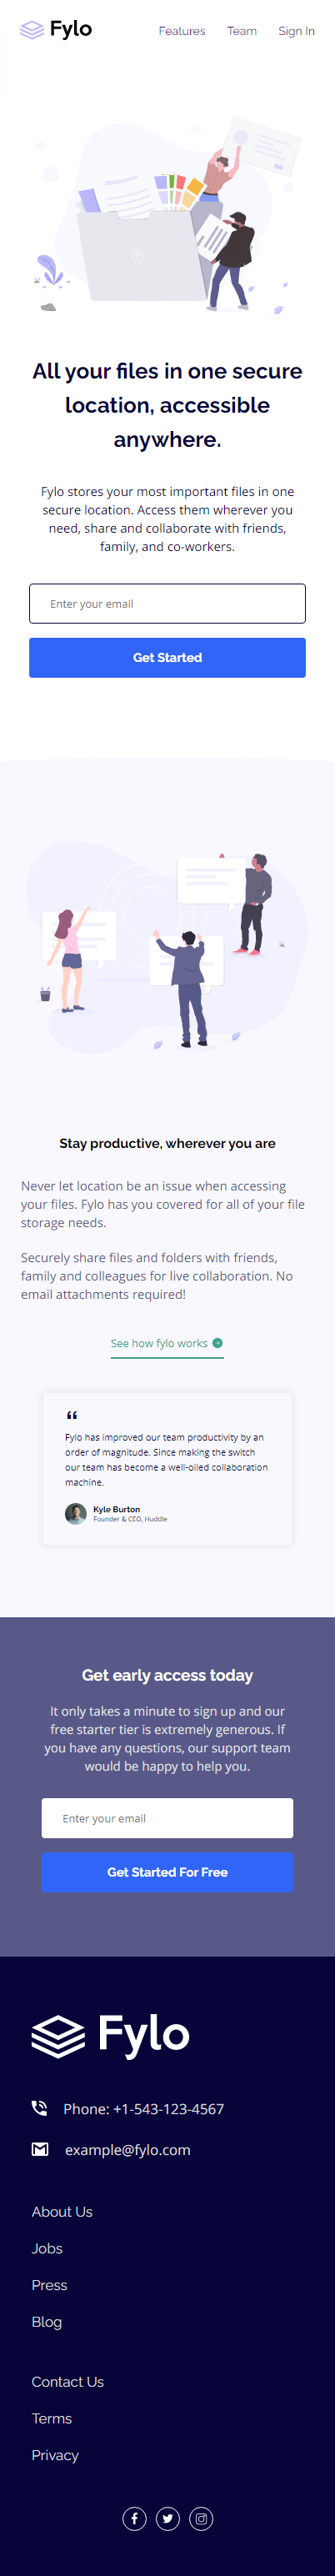 Fylo
Features Team Sign In
All your files in one secure
location, accessible
anywhere.
Fylo stores your most important files in one
secure location. Access them wherever you
need, share and collaborate with friends,
family, and co-workers.
Enter your email
Get Started
Stay productive, wherever you are
Never let location be an issue when accessing
your files. Fylo has you covered for all of your file
storage needs.
Securely share files and folders with friends,
family and colleagues for live collaboration. No
email attachments required!
See how fylo works
“
Fylo has improved our team productivity by an
order of magnitude. Since making the switch
our team has become a well-oiled collaboration
machine.
Kyle Burton
Founder & CEO, Huddle
Get early access today
It only takes a minute to sign up and our
free starter tier is extremely generous. If
you have any questions, our support team
would be happy to help you.
Enter your email
Get Started For Free
Fylo
Phone: +1-543-123-4567
example@fylo.com
About Us
Jobs
Press
Blog
Contact Us
Terms
Privacy